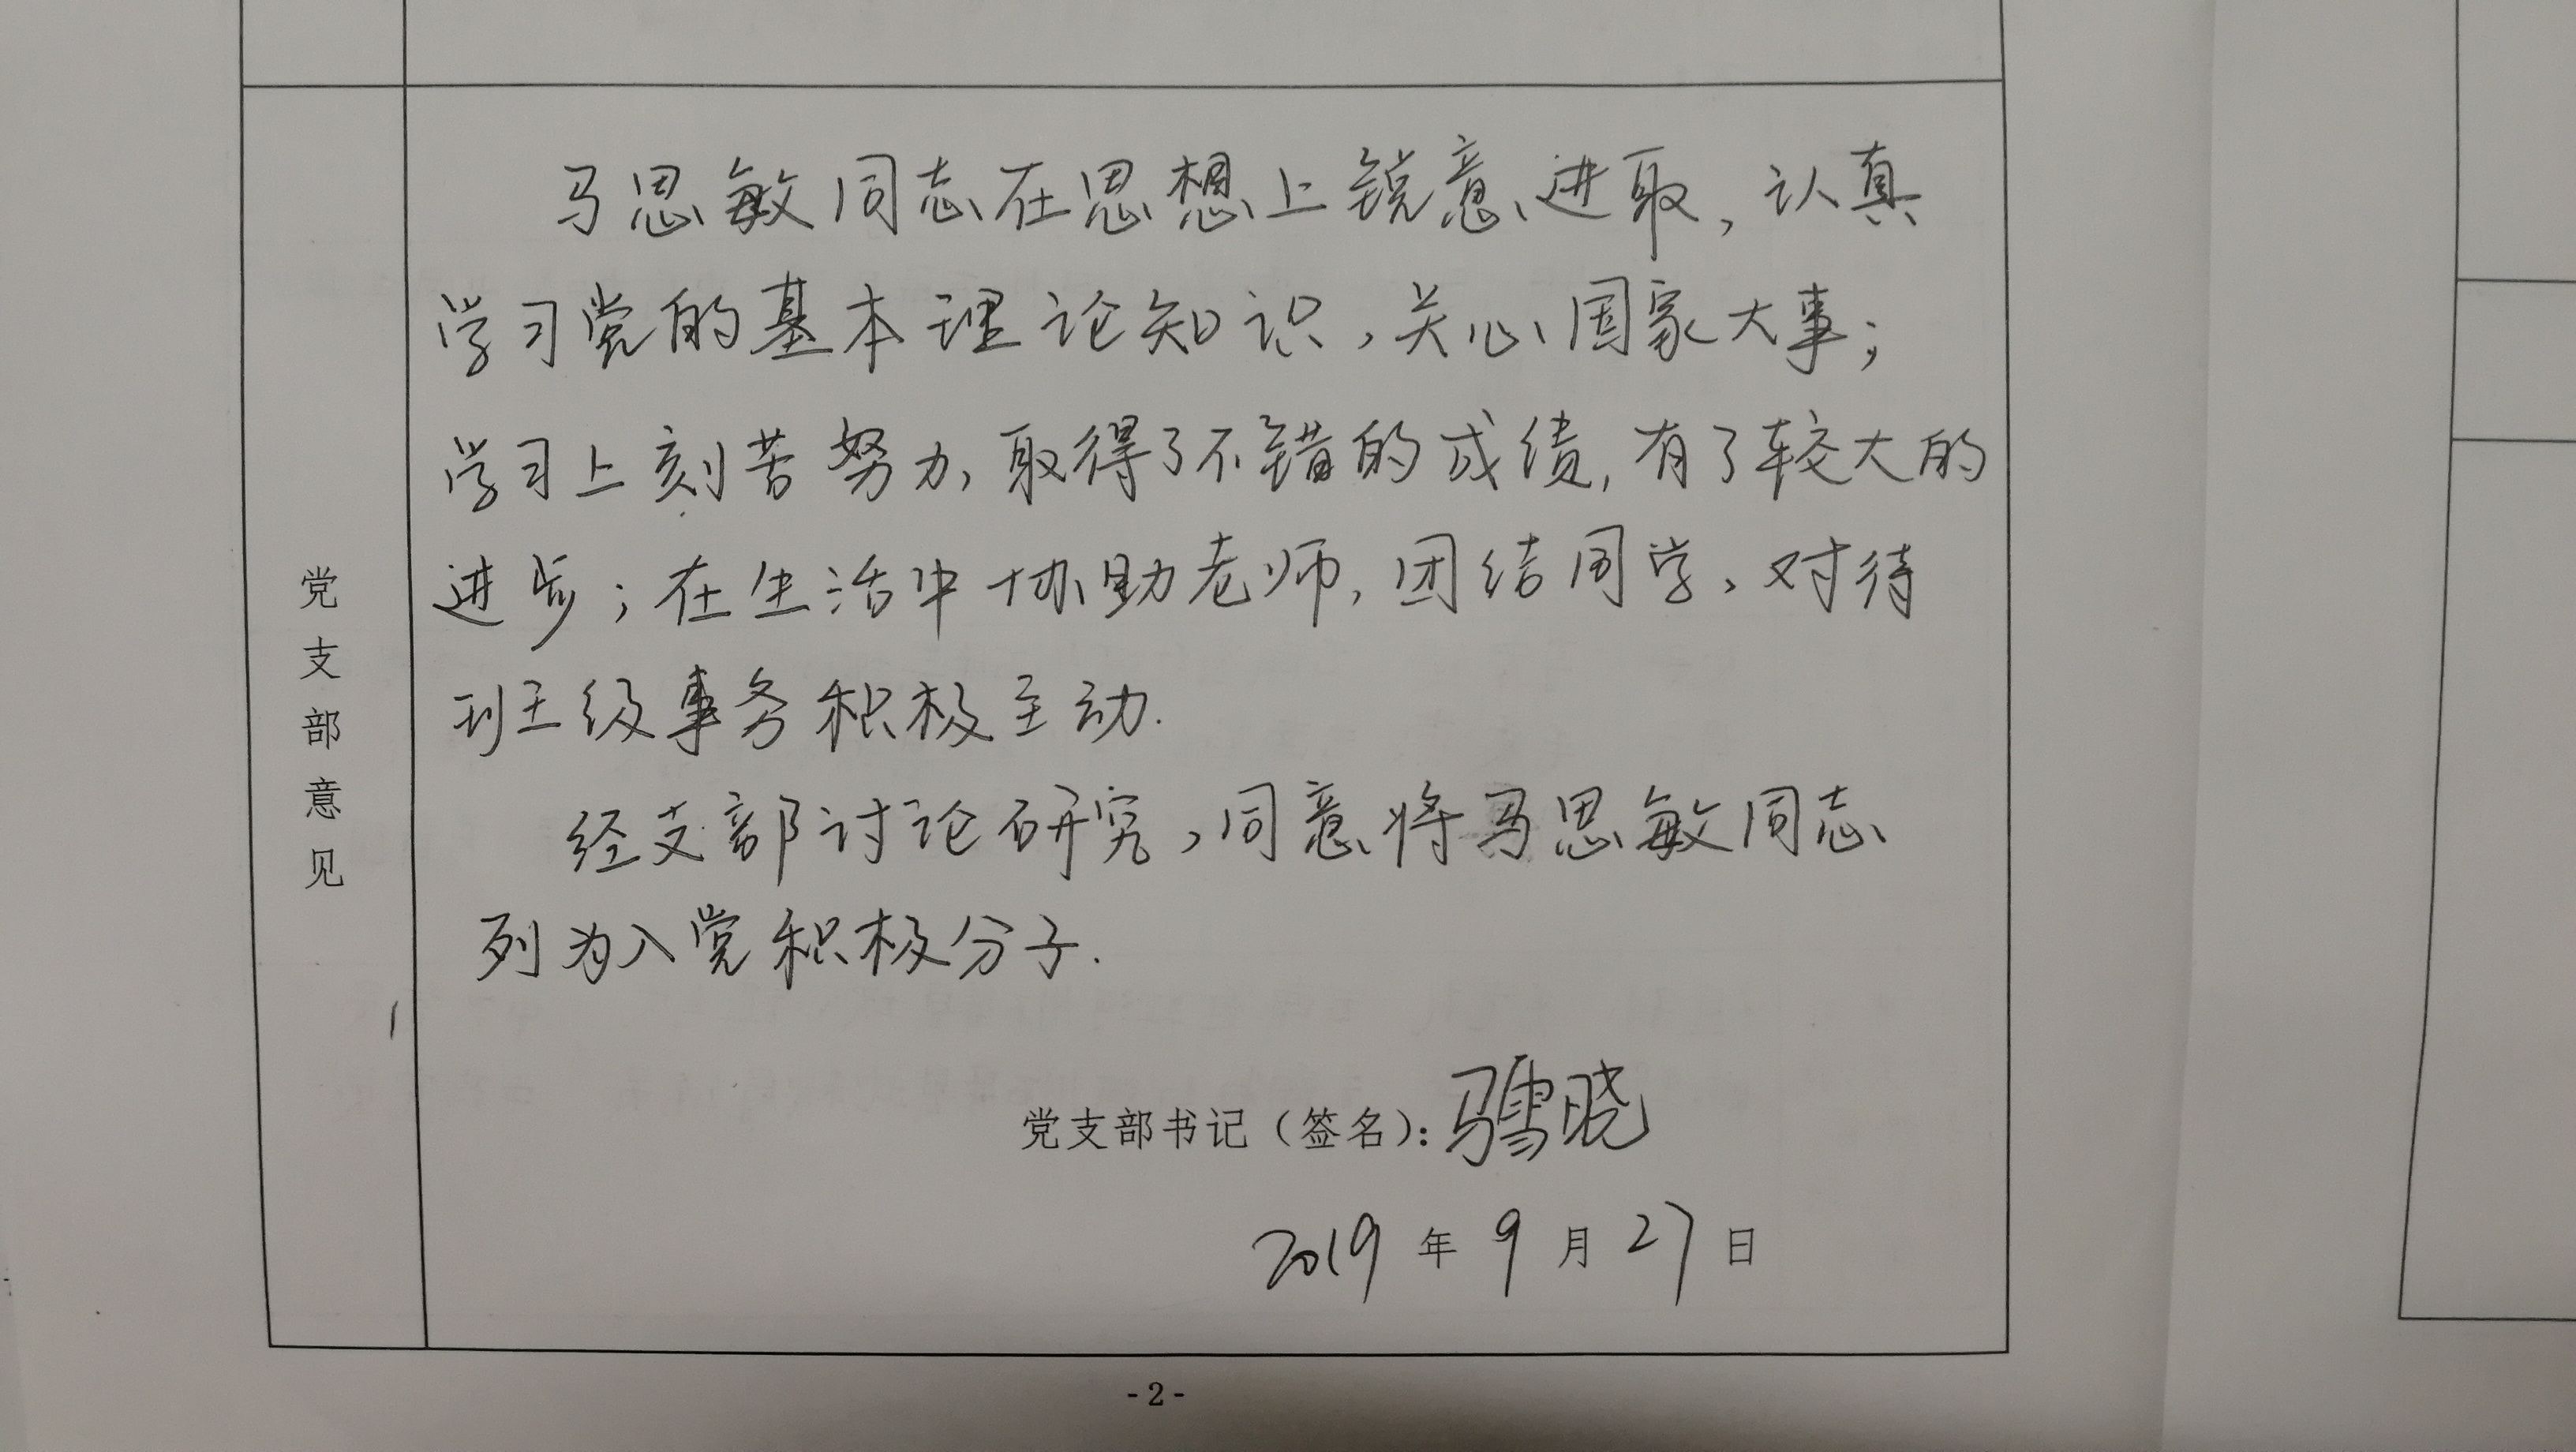 党支部意见
马思敏同志在思想上锐意进取，认真
学习党的基本理论知识，关心国家大事；
学习上刻苦努力，取得了不错的成绩，有了较大的
进步；在生活中协助老师，团结同学，对待
班级事务积极主动.
经支部讨论研究，同意将马思敏同志
列为入党积极分子.
党支部书记（签名）：马雪晓
2019年9月27日
-2-